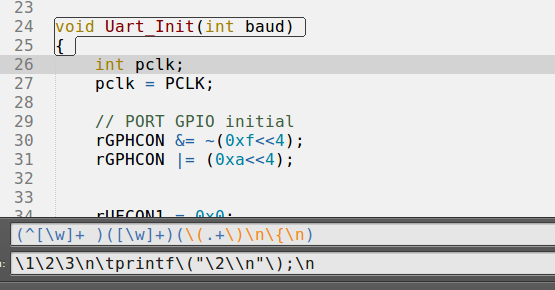 23
24 void Uart_Init(int baud)
25 {
26 int pclk;
27 pclk = PCLK;
28
29 // PORT GPIO initial
30 rGPHCON &= ~(0xf<<4);
31 rGPHCON |= (0xa<<4);
32
33
34 rUFCON1 = 0x0;
(^[\w]+ )([\w]+)(\(.+\)\n\{\n)
\1\2\3\n\tprintf\("\2\\n"\);\n